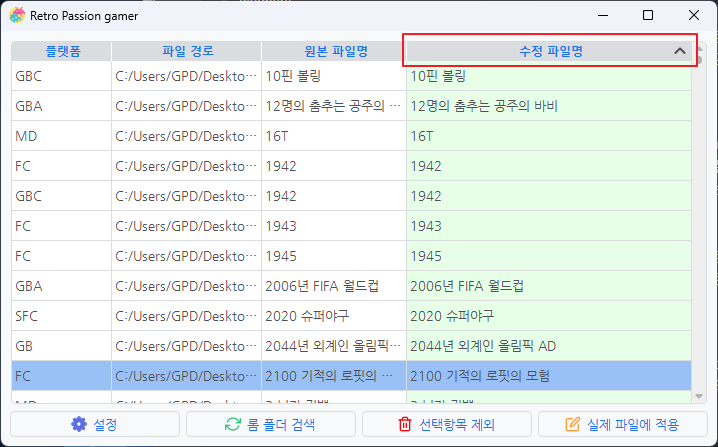 Retro Passion gamer
플랫폼 파일 경로 원본 파일명 수정 파일명
GBC C:/Users/GPD/Deskto… 10핀 볼링 10핀 볼링
GBA C:/Users/GPD/Deskto… 12명의 춤추는 공주의 … 12명의 춤추는 공주의 바비
MD C:/Users/GPD/Deskto… 16T 16T
FC C:/Users/GPD/Deskto… 1942 1942
GBC C:/Users/GPD/Deskto… 1942 1942
FC C:/Users/GPD/Deskto… 1943 1943
FC C:/Users/GPD/Deskto… 1945 1945
GBA C:/Users/GPD/Deskto… 2006년 FIFA 월드컵 2006년 FIFA 월드컵
SFC C:/Users/GPD/Deskto… 2020 슈퍼야구 2020 슈퍼야구
GB C:/Users/GPD/Deskto… 2044년 외계인 올림픽… 2044년 외계인 올림픽 AD
FC C:/Users/GPD/Deskto… 2100 기적의 로핏의 … 2100 기적의 로핏의 모험
설정 롬 폴더 검색 선택항목 제외 실제 파일에 적용